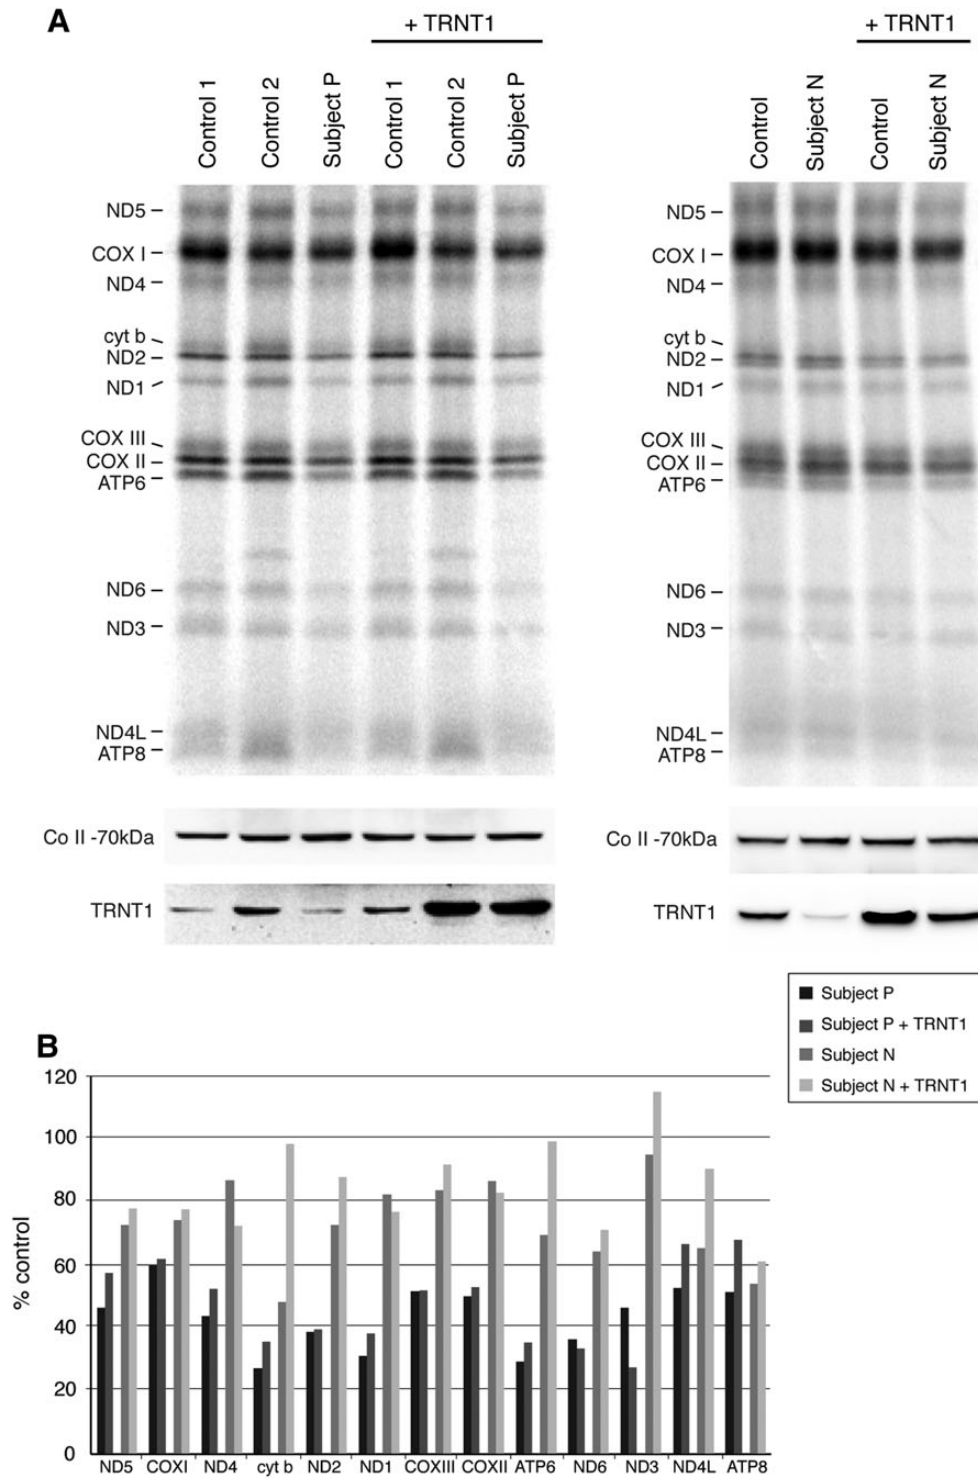 A
+ TRNT1
+ TRNT1
Control 1
Control 2
Subject P
Control 1
Control 2
Subject P
Control
Subject N
Control
Subject N
ND5
COX I
ND4
cyt b
ND2
ND1
COX III
COX II
ATP6
ND6
ND3
ND4L
ATP8
Co II -70kDa
TRNT1
ND5
COX I
ND4
cyt b
ND2
ND1
COX III
COX II
ATP6
ND6
ND3
ND4L
ATP8
Co II -70kDa
TRNT1
Subject P
Subject P + TRNT1
Subject N
Subject N + TRNT1
B
% control
120
100
80
60
40
20
0
ND5 COXI ND4 cyt b ND2 ND1 COXIII COXII ATP6 ND6 ND3 ND4L ATP8